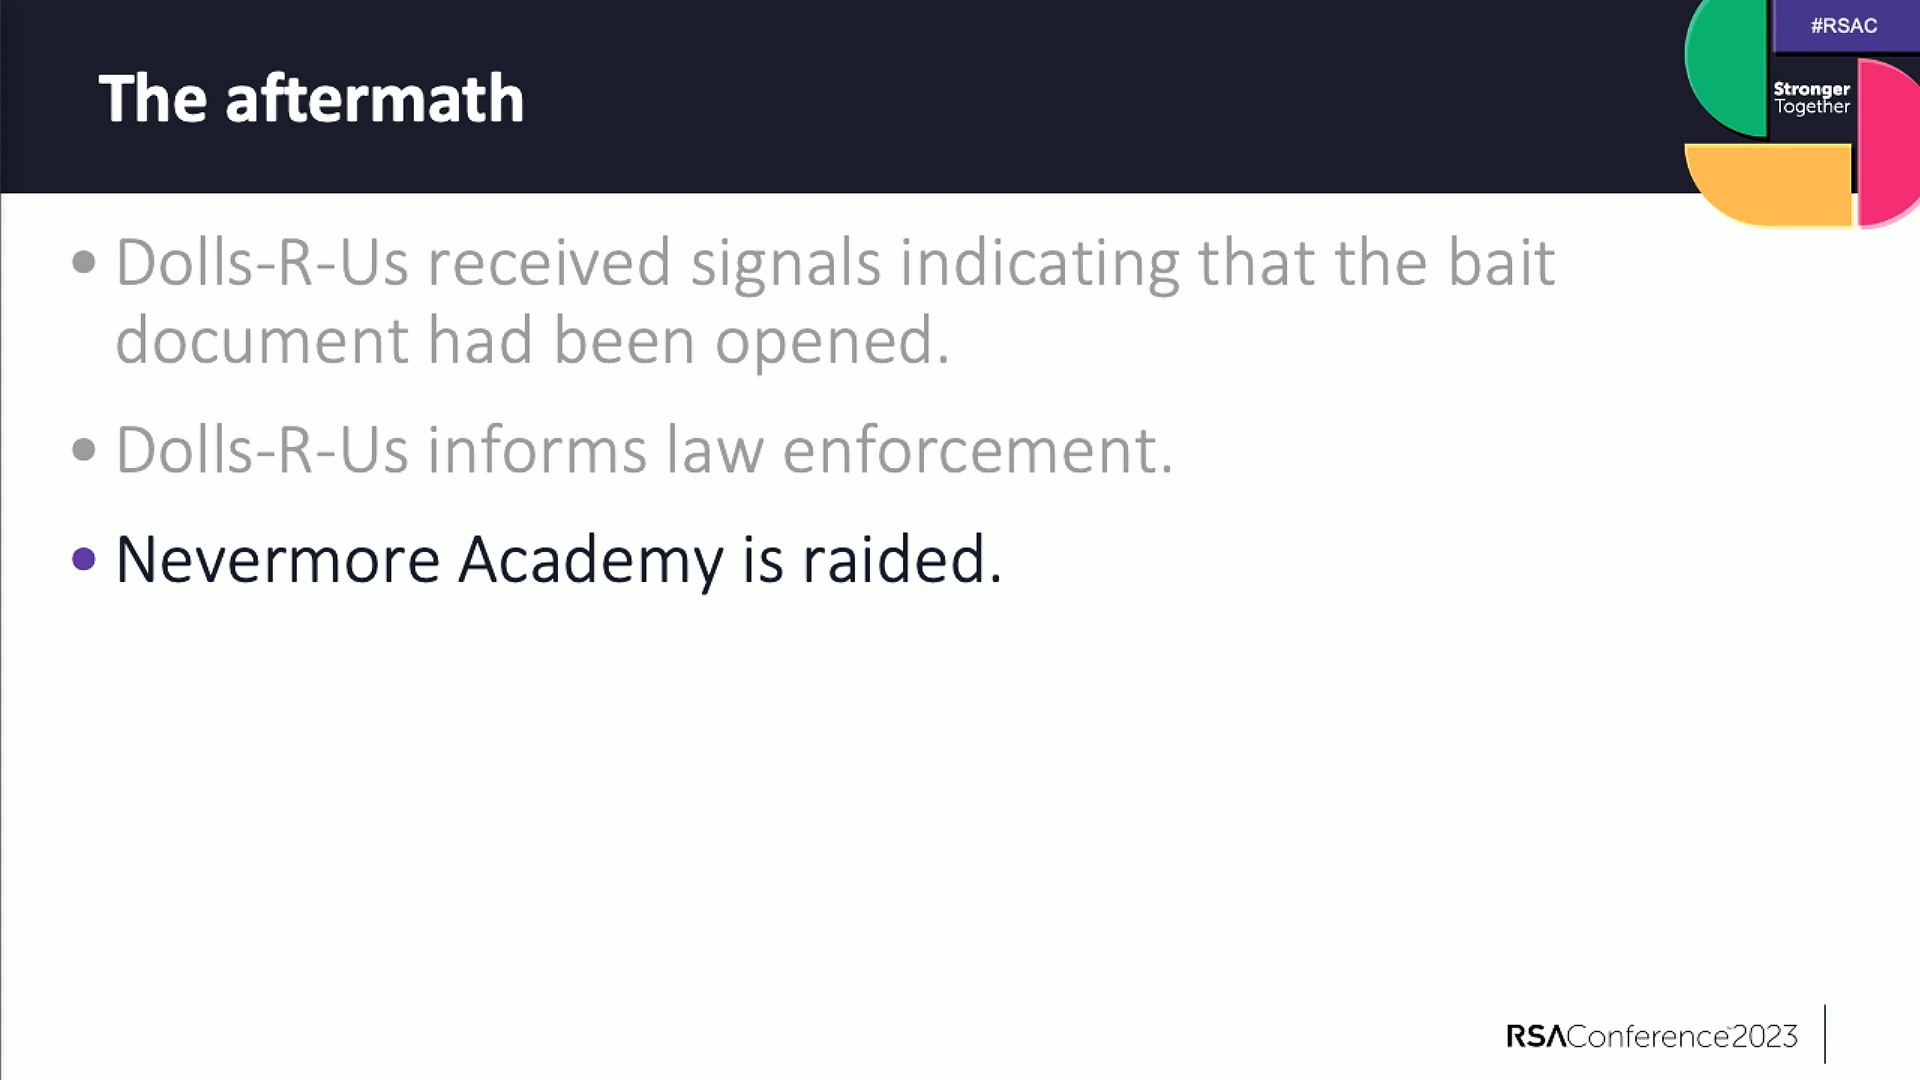 #RSAC
The aftermath
Stronger
Together
• Dolls-R-Us received signals indicating that the bait
document had been opened.
• Dolls-R-Us informs law enforcement.
• Nevermore Academy is raided.
RSAConference™2023